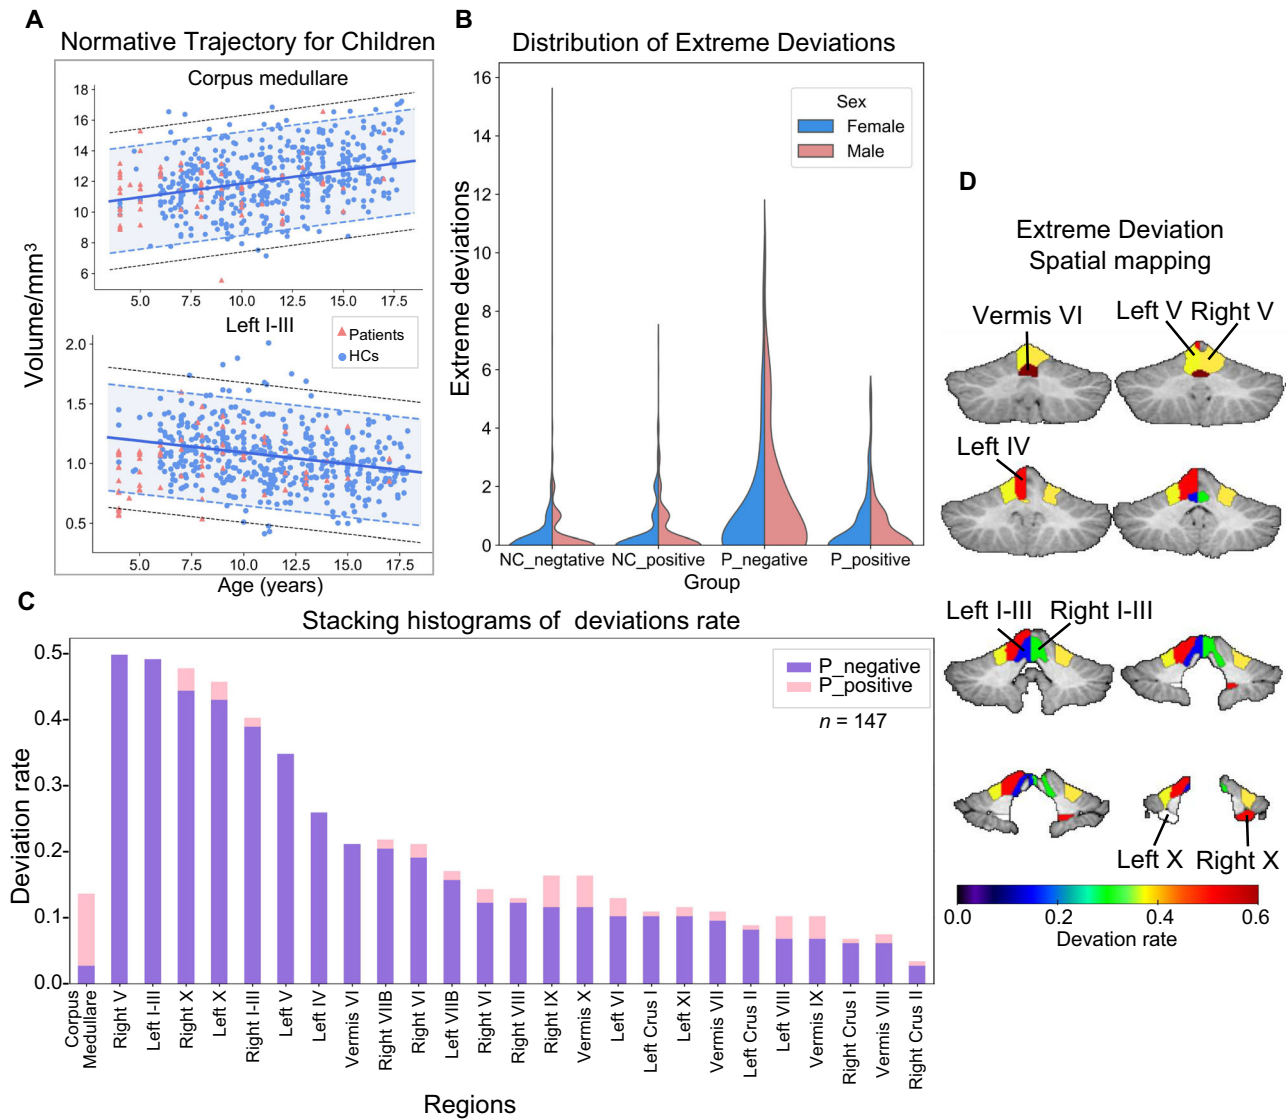 A
Normative Trajectory for Children
Corpus medullare
18
16
14
12
10
8
6
5.0 7.5 10.0 12.5 15.0 17.5
Left I-III
Patients
HCs
2.0
1.5
1.0
0.5
5.0 7.5 10.0 12.5 15.0 17.5
Volume/mm³
Age (years)
B
Distribution of Extreme Deviations
16
14
12
10
8
6
4
2
0
Extreme deviations
Sex
Female
Male
NC_negtative NC_positive P_negative P_positive
Group
C
Stacking histograms of deviations rate
P_negative
P_positive
n = 147
0.5
0.4
0.3
0.2
0.1
0.0
Deviation rate
Corpus
Medullare
Right V
Left I-III
Right X
Left X
Right I-III
Left V
Left IV
Vermis VI
Right VIIB
Right VI
Left VIIB
Right VI
Right VIII
Right IX
Vermis X
Left VI
Left Crus I
Left XI
Vermis VII
Left Crus II
Left VIII
Vermis IX
Right Crus I
Vermis VIII
Right Crus II
Regions
D
Extreme Deviation
Spatial mapping
Vermis VI
Left V Right V
Left IV
Left I-III Right I-III
Left X Right X
0.0 0.2 0.4 0.6
Devation rate